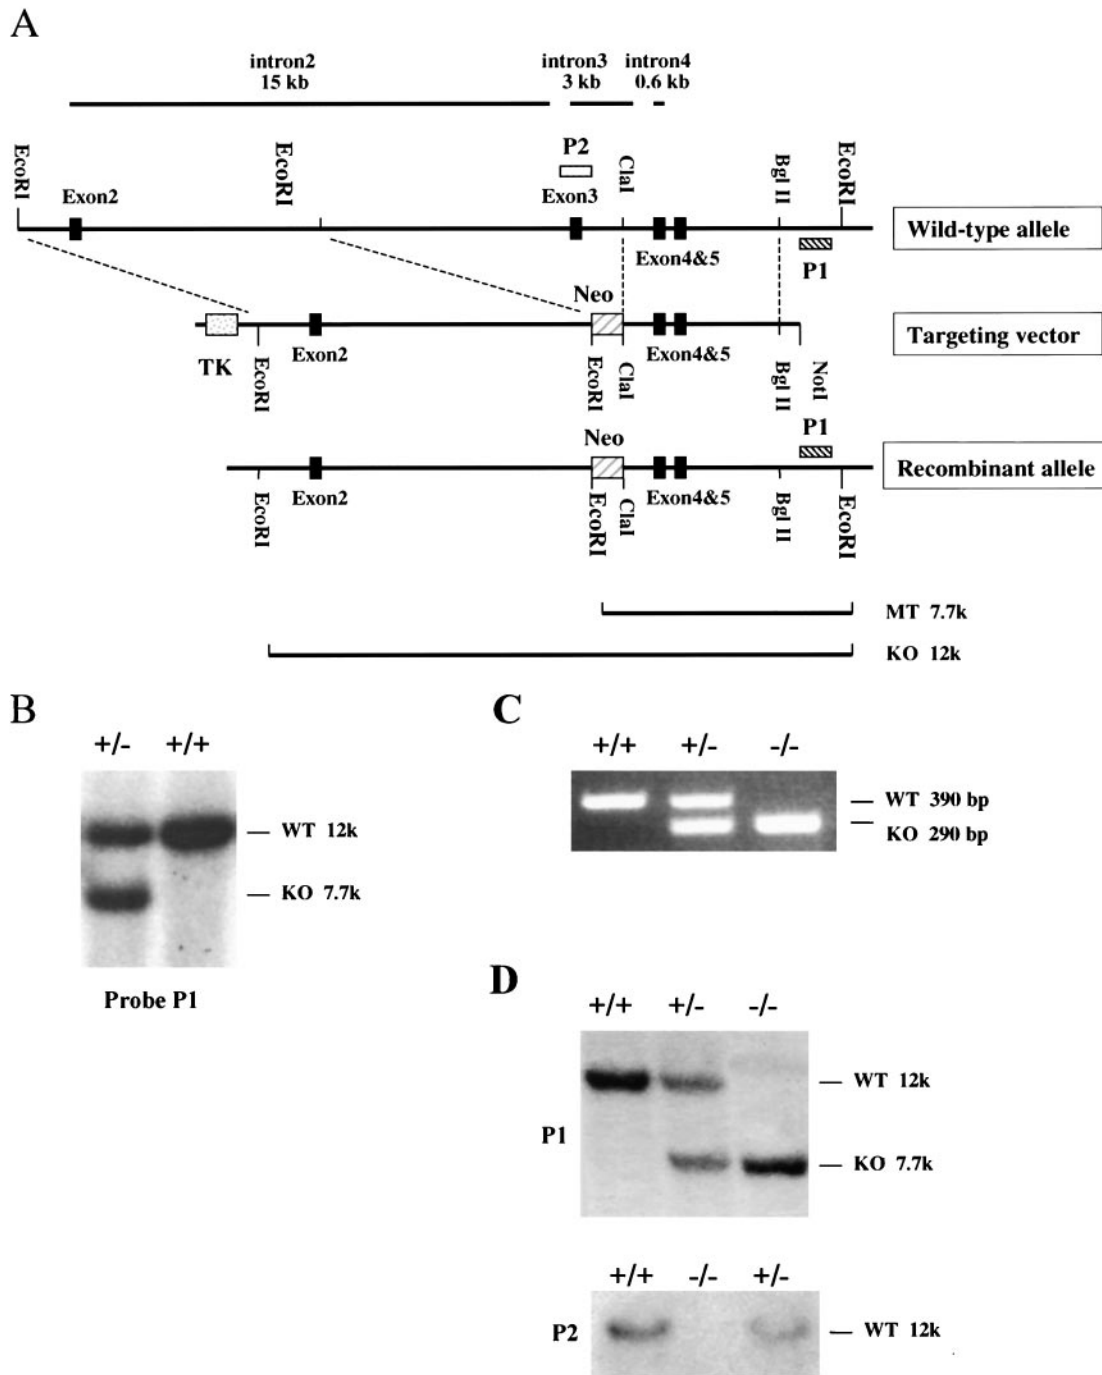 A
intron2
15 kb
intron3
3 kb
intron4
0.6 kb
EcoRI
Exon2
EcoRI
P2
Exon3
ClaI
Bgl II
EcoRI
Wild-type allele
Exon4&5
P1
Neo
Targeting vector
TK
EcoRI
Exon2
EcoRI
ClaI
Exon4&5
Bgl II
NotI
P1
Neo
Recombinant allele
EcoRI
Exon2
EcoRI
ClaI
Exon4&5
Bgl II
EcoRI
MT 7.7k
KO 12k
B
+/- +/+
WT 12k
KO 7.7k
Probe P1
C
+/+ +/- -/-
WT 390 bp
KO 290 bp
D
+/+ +/- -/-
P1
WT 12k
KO 7.7k
+/+ -/- +/-
P2
WT 12k